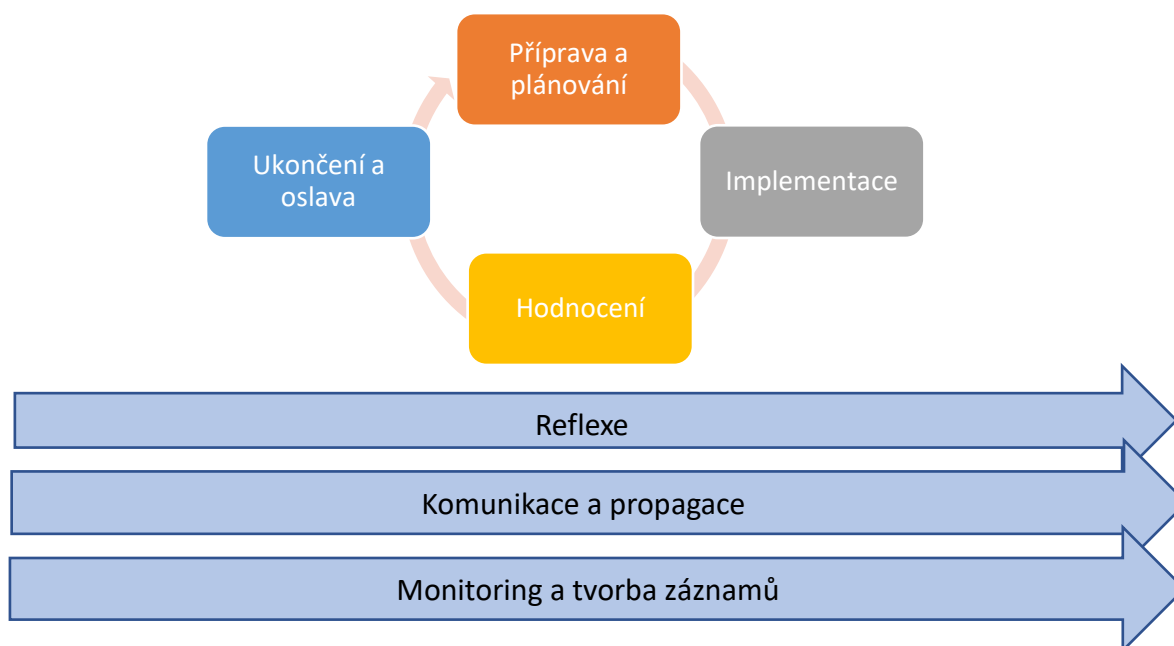 Příprava a
plánování
Ukončení a
oslava
Implementace
Hodnocení
Reflexe
Komunikace a propagace
Monitoring a tvorba záznamů